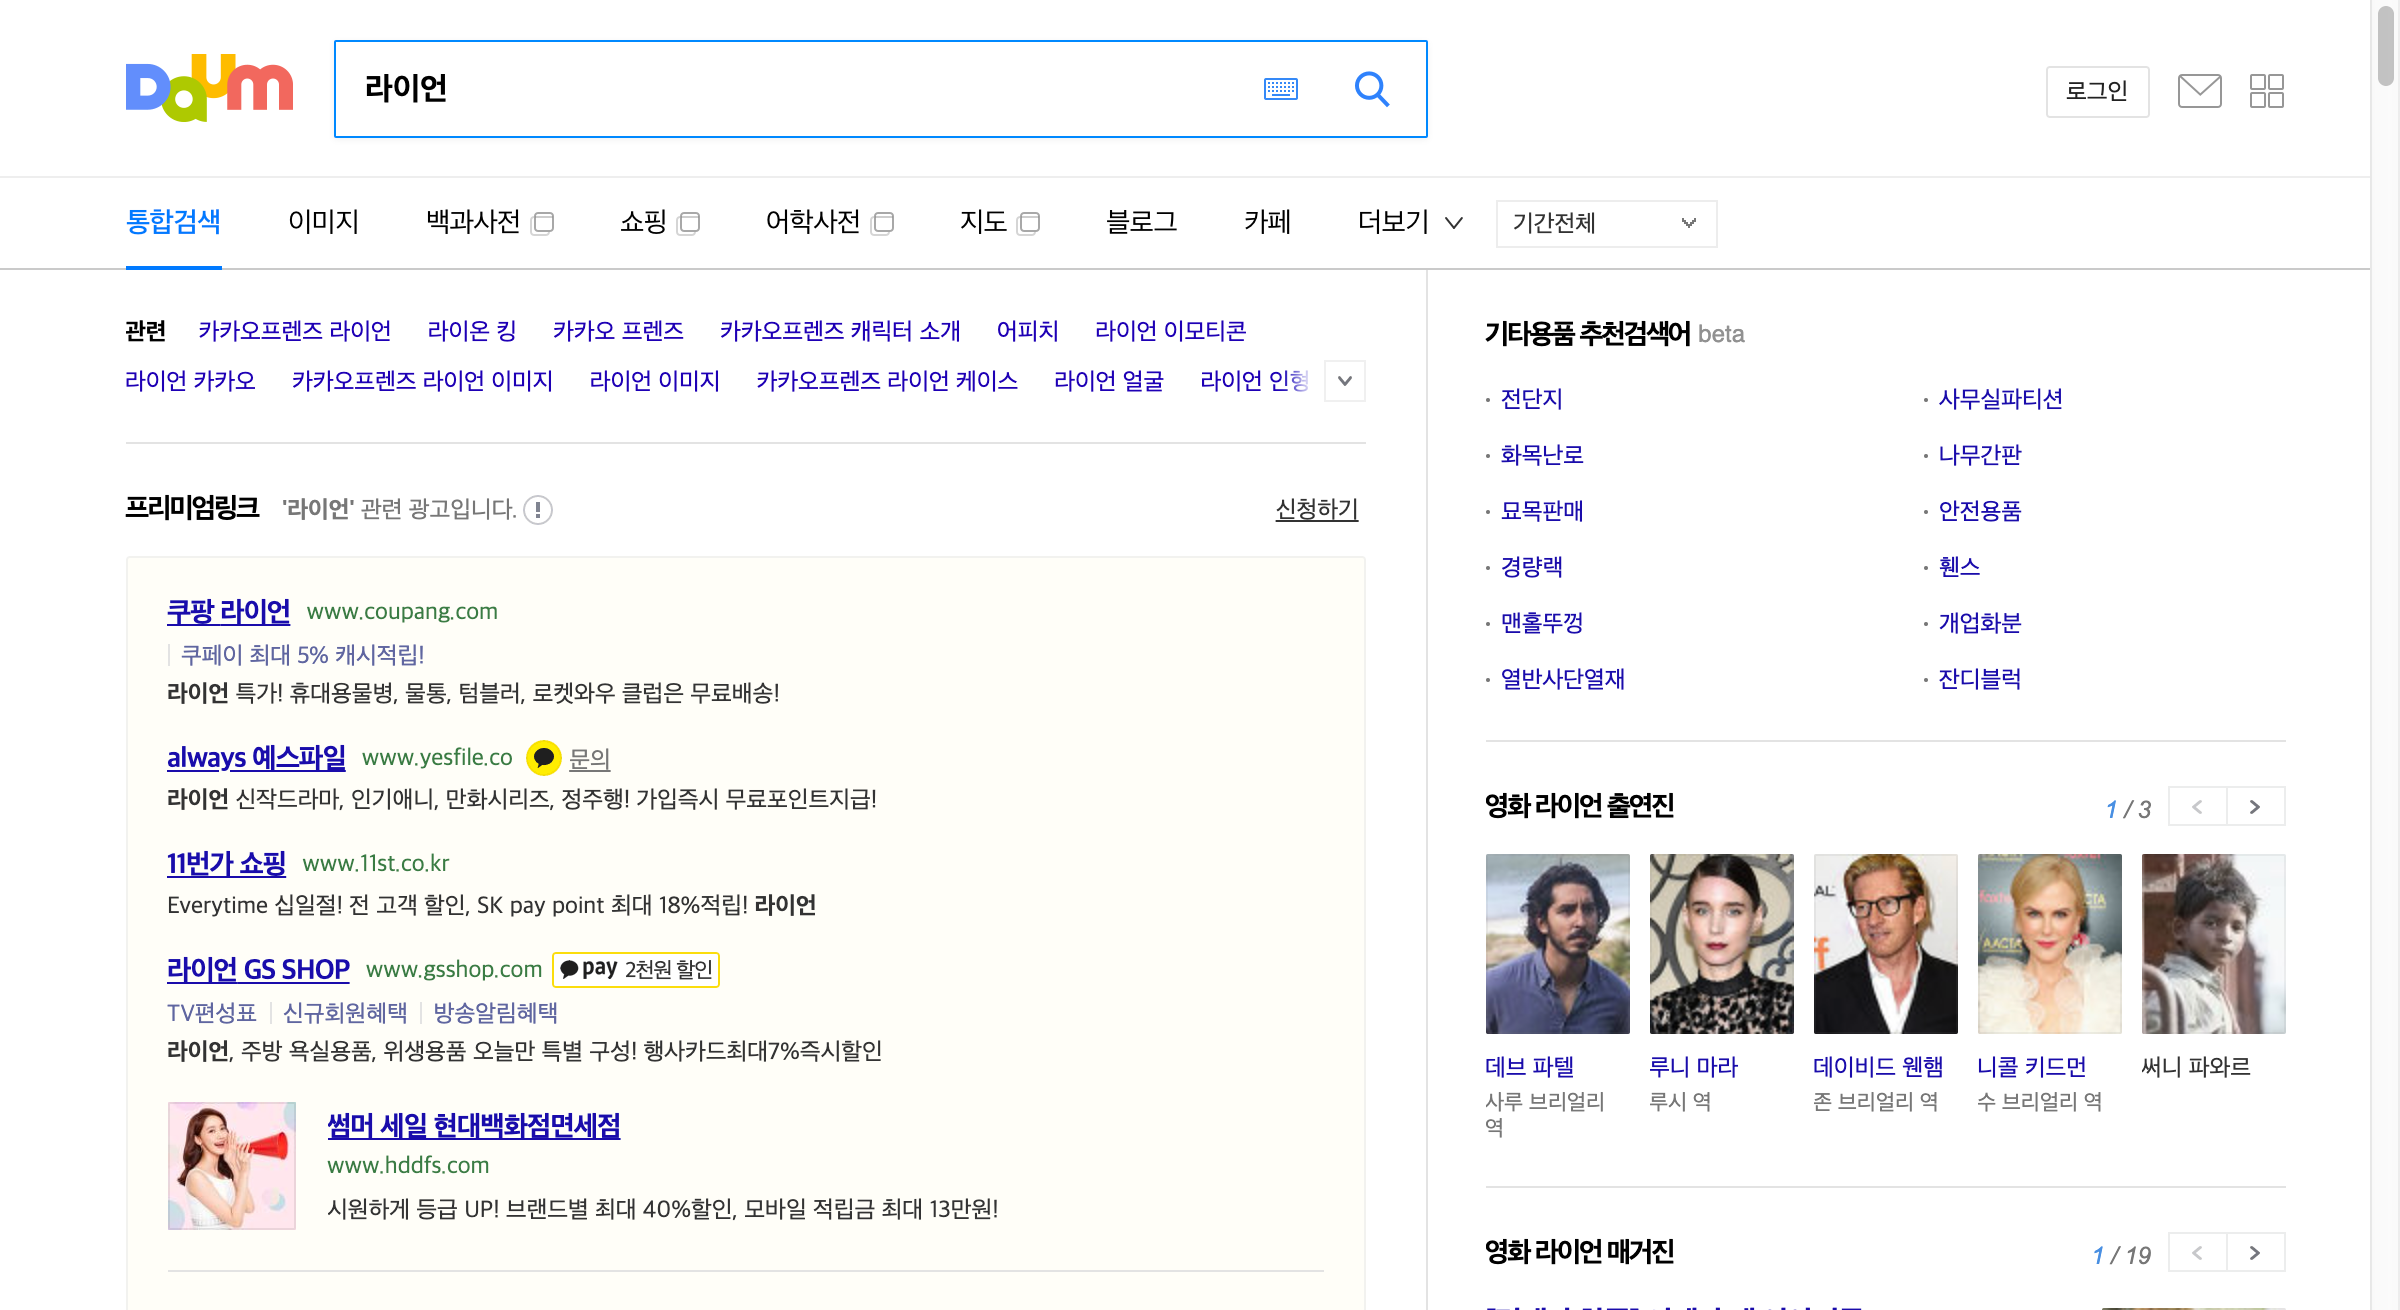 Daum
라이언
로그인
통합검색 이미지 백과사전 쇼핑 어학사전 지도 블로그 카페 더보기 기간전체
관련 카카오프렌즈 라이언 라이온 킹 카카오 프렌즈 카카오프렌즈 캐릭터 소개 어피치 라이언 이모티콘
라이언 카카오 카카오프렌즈 라이언 이미지 라이언 이미지 카카오프렌즈 라이언 케이스 라이언 얼굴 라이언 인형
프리미엄링크 '라이언' 관련 광고입니다. 신청하기
쿠팡 라이언 www.coupang.com
쿠페이 최대 5% 캐시적립!
라이언 특가! 휴대용물병, 물통, 텀블러, 로켓와우 클럽은 무료배송!
always 예스파일 www.yesfile.co 문의
라이언 신작드라마, 인기애니, 만화시리즈, 정주행! 가입즉시 무료포인트지급!
11번가 쇼핑 www.11st.co.kr
Everytime 십일절! 전 고객 할인, SK pay point 최대 18%적립! 라이언
라이언 GS SHOP www.gsshop.com pay 2천원 할인
TV편성표 신규회원혜택 방송알림혜택
라이언, 주방 욕실용품, 위생용품 오늘만 특별 구성! 행사카드최대7%즉시할인
썸머 세일 현대백화점면세점
www.hddfs.com
시원하게 등급 UP! 브랜드별 최대 40%할인, 모바일 적립금 최대 13만원!
기타용품 추천검색어 beta
· 전단지 · 사무실파티션
· 화목난로 · 나무간판
· 묘목판매 · 안전용품
· 경량랙 · 휀스
· 맨홀뚜껑 · 개업화분
· 열반사단열재 · 잔디블럭
영화 라이언 출연진 1 / 3
데브 파텔 루니 마라 데이비드 웬햄 니콜 키드먼 써니 파와르
사루 브리얼리 역 루시 역 존 브리얼리 역 수 브리얼리 역
영화 라이언 매거진 1 / 19